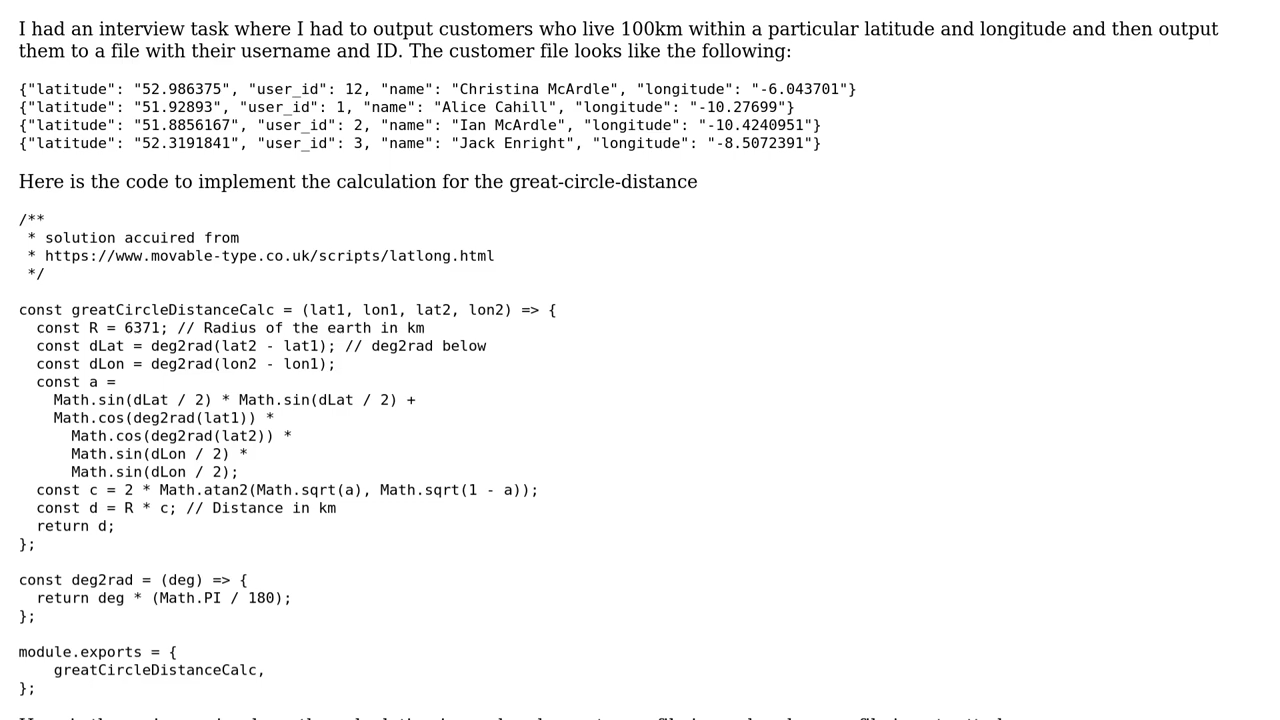 I had an interview task where I had to output customers who live 100km within a particular latitude and longitude and then output
them to a file with their username and ID. The customer file looks like the following:
{"latitude": "52.986375", "user_id": 12, "name": "Christina McArdle", "longitude": "-6.043701"}
{"latitude": "51.92893", "user_id": 1, "name": "Alice Cahill", "longitude": "-10.27699"}
{"latitude": "51.8856167", "user_id": 2, "name": "Ian McArdle", "longitude": "-10.4240951"}
{"latitude": "52.3191841", "user_id": 3, "name": "Jack Enright", "longitude": "-8.5072391"}
Here is the code to implement the calculation for the great-circle-distance
/**
 * solution accuired from
 * https://www.movable-type.co.uk/scripts/latlong.html
 */
const greatCircleDistanceCalc = (lat1, lon1, lat2, lon2) => {
  const R = 6371; // Radius of the earth in km
  const dLat = deg2rad(lat2 - lat1); // deg2rad below
  const dLon = deg2rad(lon2 - lon1);
  const a =
    Math.sin(dLat / 2) * Math.sin(dLat / 2) +
    Math.cos(deg2rad(lat1)) *
      Math.cos(deg2rad(lat2)) *
      Math.sin(dLon / 2) *
      Math.sin(dLon / 2);
  const c = 2 * Math.atan2(Math.sqrt(a), Math.sqrt(1 - a));
  const d = R * c; // Distance in km
  return d;
};
const deg2rad = (deg) => {
  return deg * (Math.PI / 180);
};
module.exports = {
    greatCircleDistanceCalc,
};